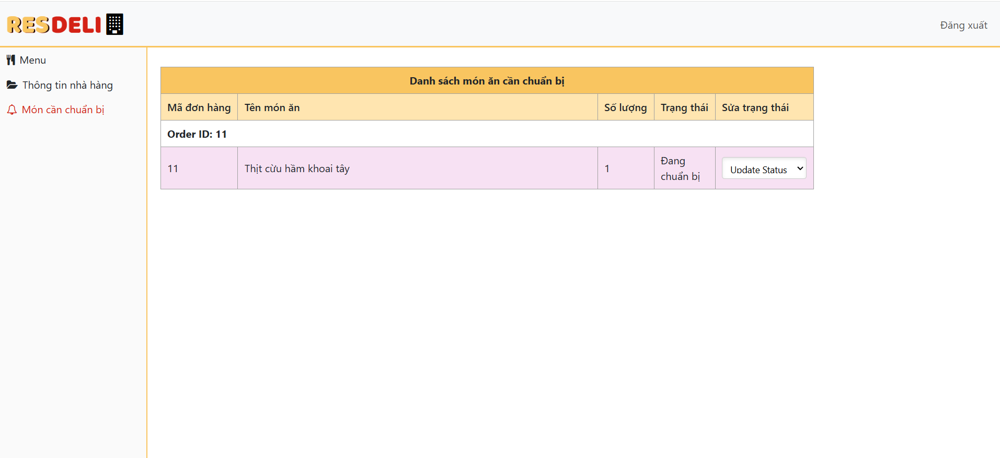 RESDELI
Đăng xuất
Menu
Thông tin nhà hàng
Món cần chuẩn bị
Danh sách món ăn cần chuẩn bị
Mã đơn hàng Tên món ăn Số lượng Trạng thái Sửa trạng thái
Order ID: 11
11 Thịt cừu hầm khoai tây 1 Đang chuẩn bị Update Status